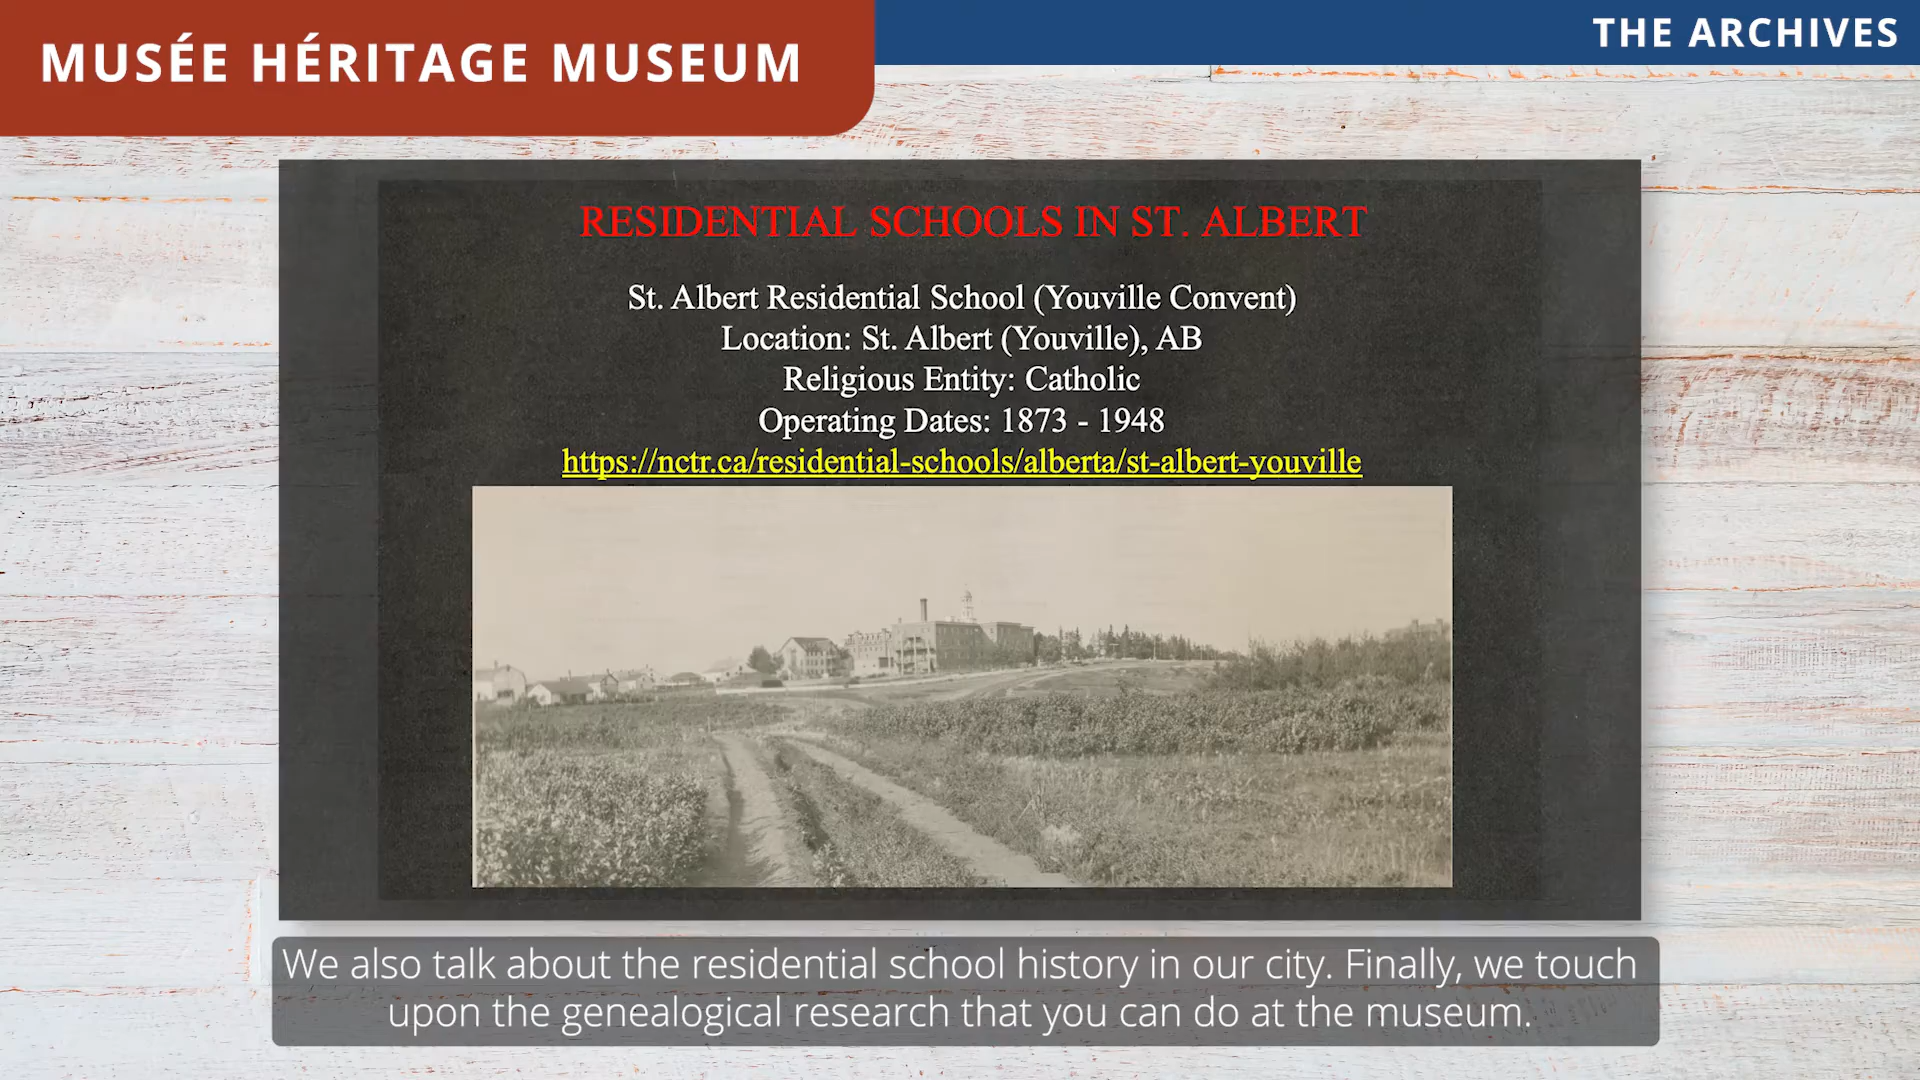 MUSÉE HÉRITAGE MUSEUM
THE ARCHIVES
RESIDENTIAL SCHOOLS IN ST. ALBERT
St. Albert Residential School (Youville Convent)
Location: St. Albert (Youville), AB
Religious Entity: Catholic
Operating Dates: 1873 - 1948
https://nctr.ca/residential-schools/alberta/st-albert-youville
We also talk about the residential school history in our city. Finally, we touch
upon the genealogical research that you can do at the museum.